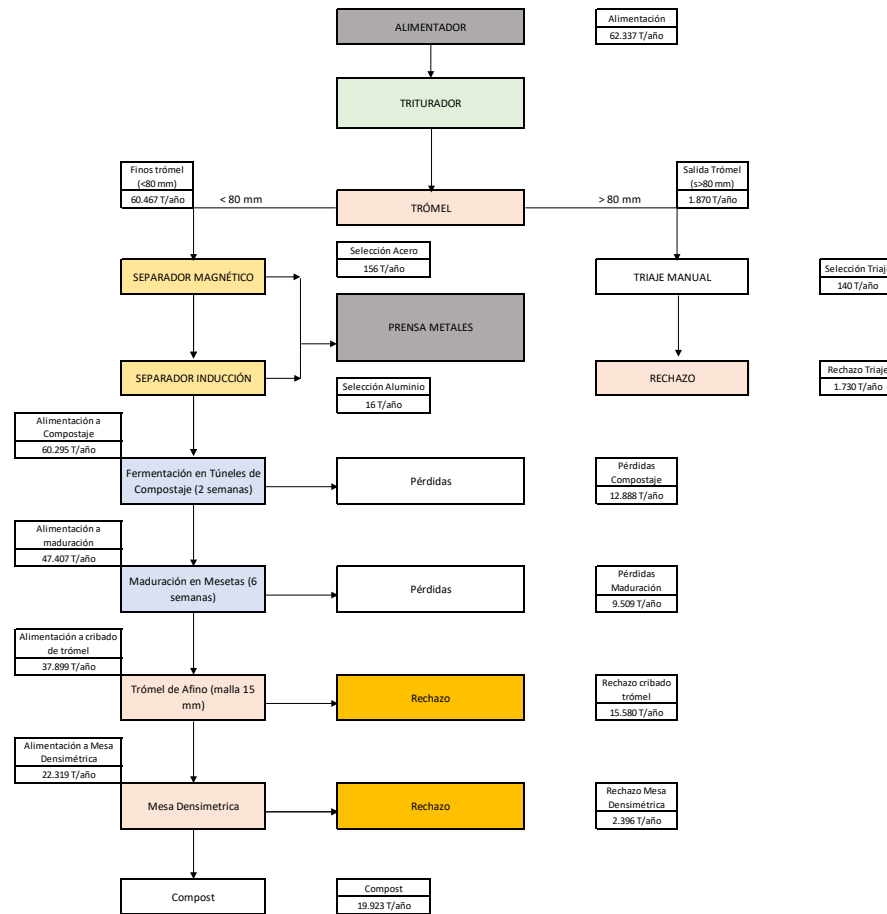 ALIMENTADOR
Alimentación
62.337 T/año
TRITURADOR
Finos trómel
(<80 mm)
60.467 T/año
< 80 mm
TRÓMEL
> 80 mm
Salida Trómel
(s>80 mm)
1.870 T/año
SEPARADOR MAGNÉTICO
Selección Acero
156 T/año
TRIAJE MANUAL
Selección Triaje
140 T/año
PRENSA METALES
SEPARADOR INDUCCIÓN
Selección Aluminio
16 T/año
RECHAZO
Rechazo Triaje
1.730 T/año
Alimentación a
Compostaje
60.295 T/año
Fermentación en Túneles de
Compostaje (2 semanas)
Pérdidas
Pérdidas
Compostaje
12.888 T/año
Alimentación a
maduración
47.407 T/año
Maduración en Mesetas (6
semanas)
Pérdidas
Pérdidas
Maduración
9.509 T/año
Alimentación a cribado
de trómel
37.899 T/año
Trómel de Afino (malla 15
mm)
Rechazo
Rechazo cribado
trómel
15.580 T/año
Alimentación a Mesa
Densimétrica
22.319 T/año
Mesa Densimetrica
Rechazo
Rechazo Mesa
Densimétrica
2.396 T/año
Compost
Compost
19.923 T/año